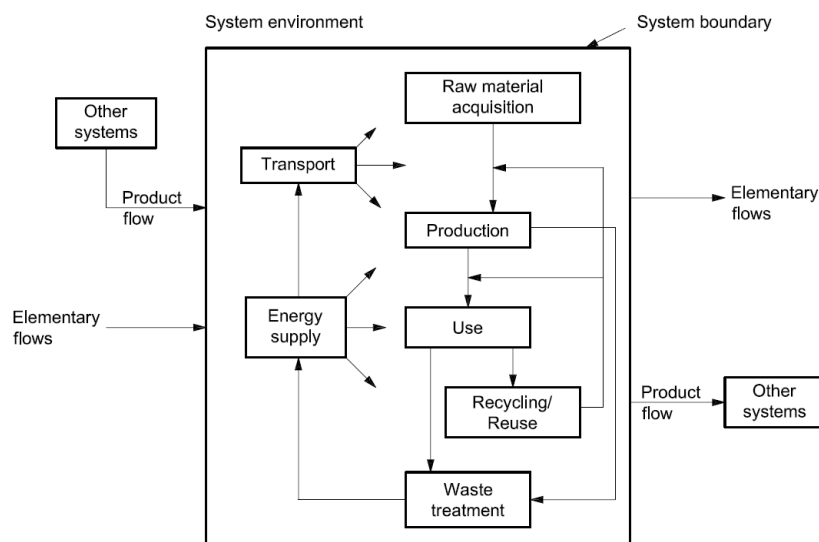 System environment
System boundary
Raw material
acquisition
Other
systems
Transport
Product
flow
Elementary
flows
Production
Elementary
flows
Energy
supply
Use
Recycling/
Reuse
Product
flow
Other
systems
Waste
treatment